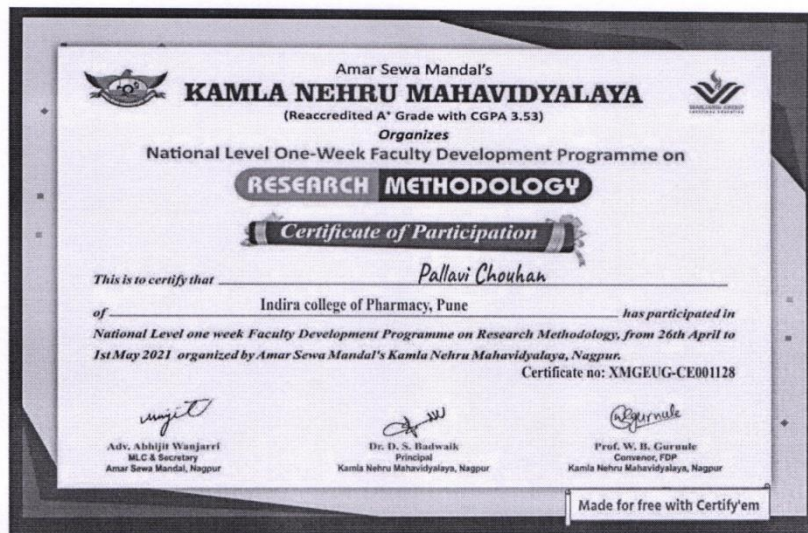 Amar Sewa Mandal's
KAMLA NEHRU MAHAVIDYALAYA
(Reaccredited A+ Grade with CGPA 3.53)
Organizes
National Level One-Week Faculty Development Programme on
RESEARCH METHODOLOGY
Certificate of Participation
This is to certify that Pallavi Chouhan
of Indira college of Pharmacy, Pune has participated in
National Level one week Faculty Development Programme on Research Methodology, from 26th April to
1st May 2021 organized by Amar Sewa Mandal's Kamla Nehru Mahavidyalaya, Nagpur.
Certificate no: XMGEUG-CE001128
Adv. Abhijit Wanjarri
MLC & Secretary
Amar Sewa Mandal, Nagpur
Dr. D. S. Badwaik
Principal
Kamla Nehru Mahavidyalaya, Nagpur
Prof. W. B. Gurnule
Convenor, FDP
Kamla Nehru Mahavidyalaya, Nagpur
Made for free with Certify'em